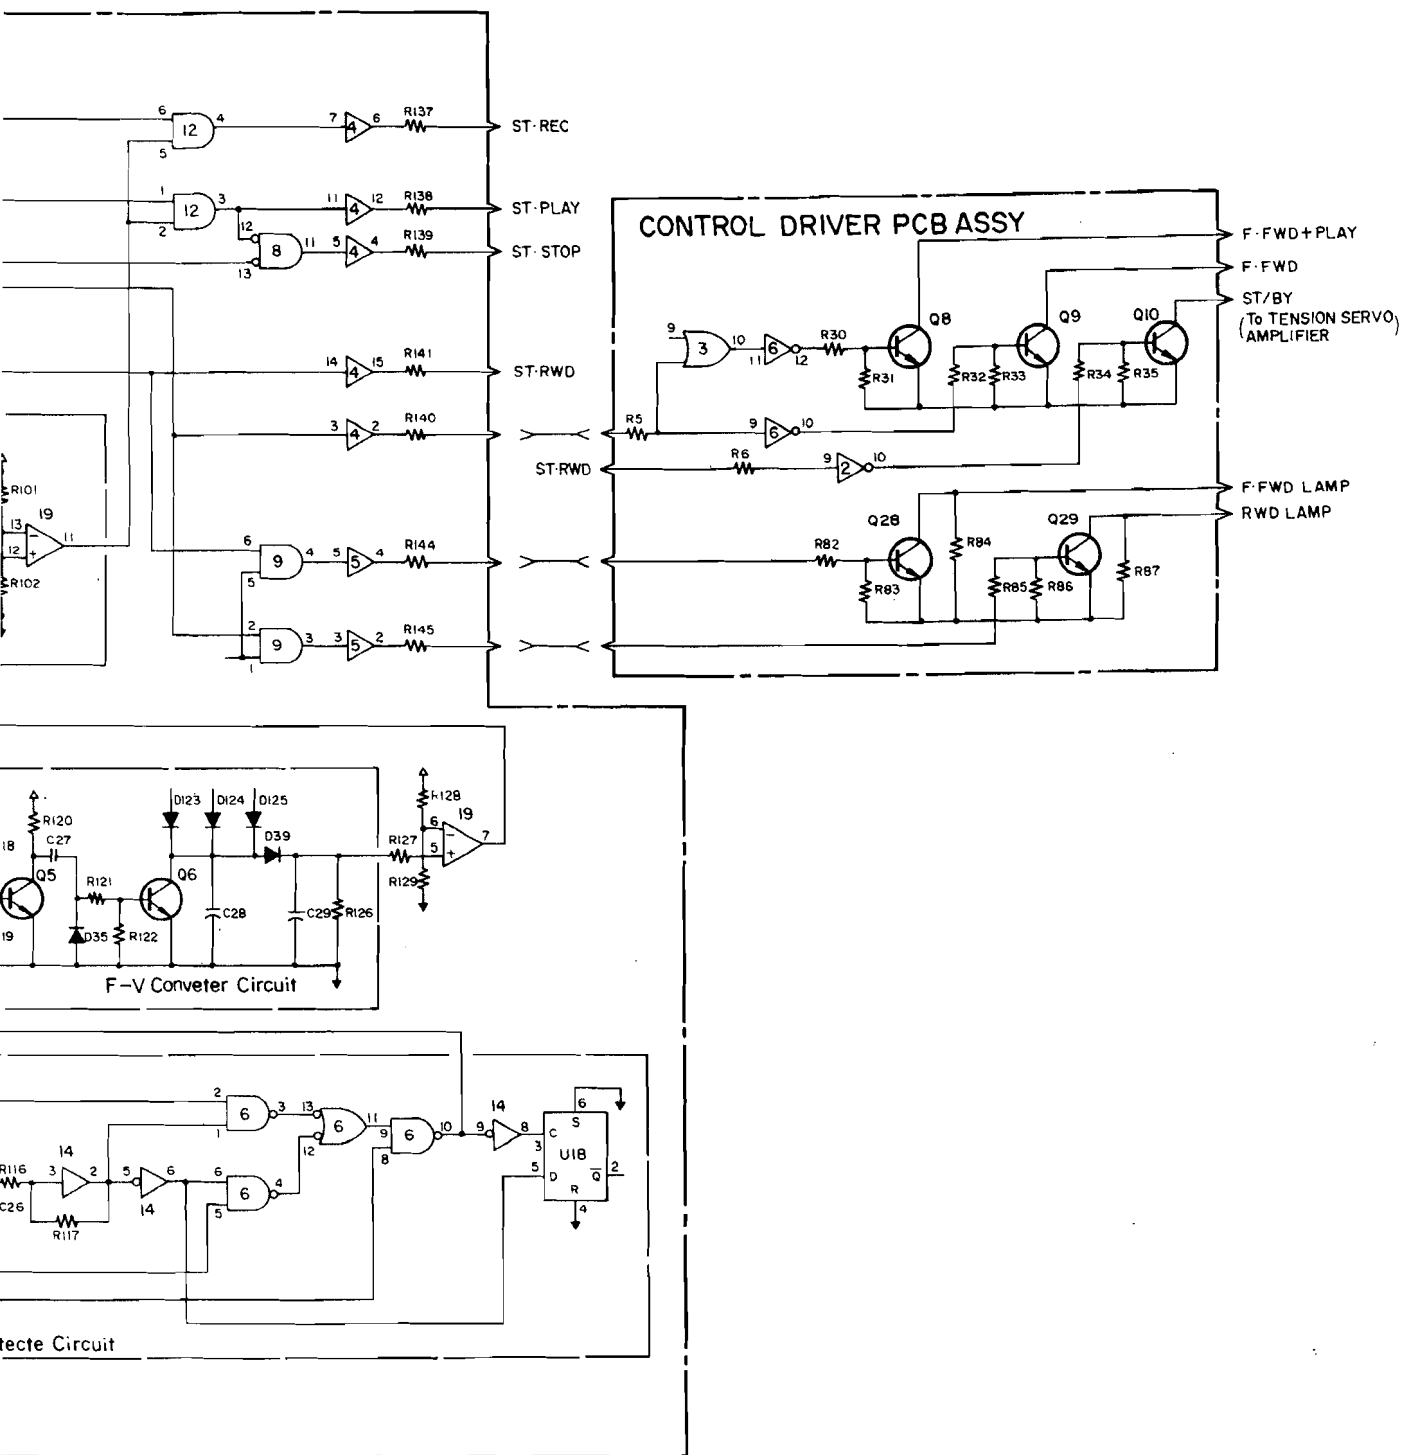 6
12
4
5
7
4
6
R137
ST·REC
1
12
3
2
11
4
12
R138
ST·PLAY
12
8
11
13
5
4
4
R139
ST·STOP
14
4
15
R141
ST·RWD
3
4
2
R140
ST·RWD
R101
19
13
−
12
+
11
R102
6
9
4
5
5
5
4
R144
2
9
3
1
3
5
2
R145
CONTROL DRIVER PCB ASSY
F·FWD+PLAY
F·FWD
ST/BY
(To TENSION SERVO)
AMPLIFIER
Q8
Q9
Q10
9
3
10
11
6
12
R30
R31
R32
R33
R34
R35
R5
9
6
10
R6
9
2
10
F·FWD LAMP
RWD LAMP
Q28
Q29
R82
R83
R84
R85
R86
R87
R120
C27
18
Q5
19
R121
D35
R122
Q6
D123
D124
D125
D39
C28
C29
R126
R127
R128
R129
19
6
−
5
+
7
F–V Conveter Circuit
2
6
3
1
13
6
11
12
9
6
10
8
9
14
8
6
S
C
3
U18
5
D
Q
2
R
4
R116
C26
14
3
2
R117
5
6
14
6
6
4
5
tecte Circuit